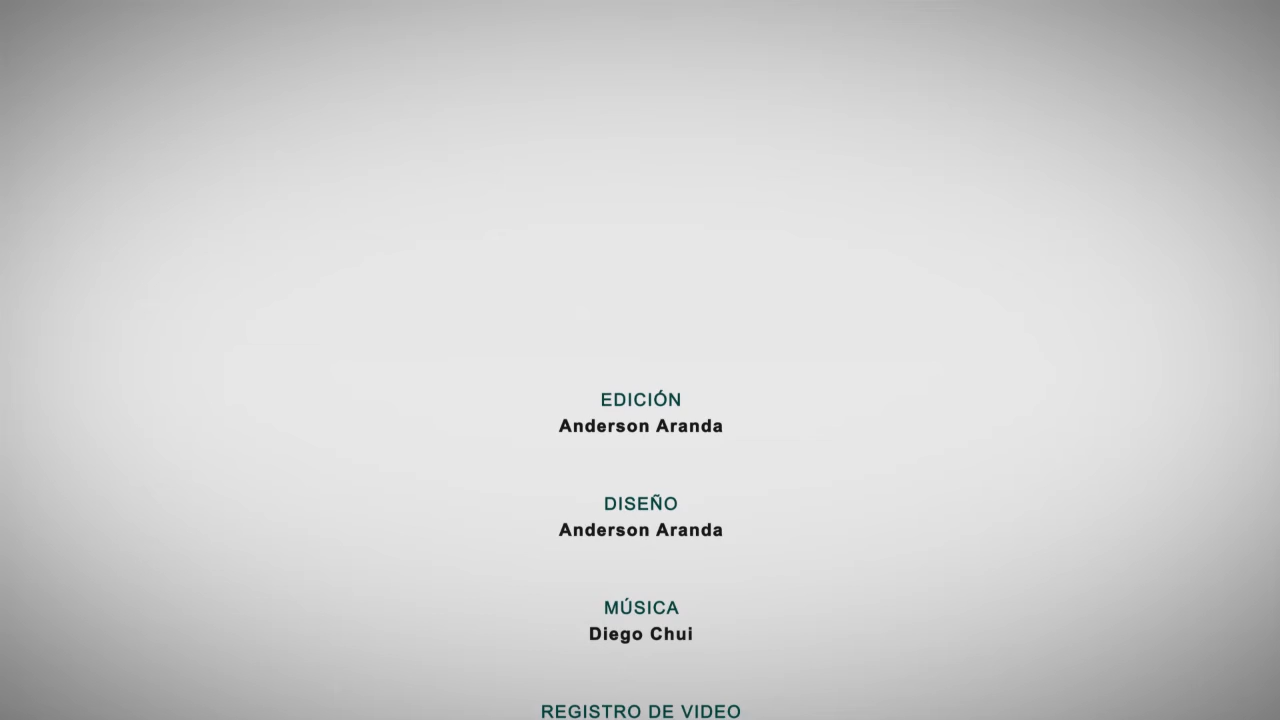 EDICIÓN
Anderson Aranda
DISEÑO
Anderson Aranda
MÚSICA
Diego Chui
REGISTRO DE VIDEO